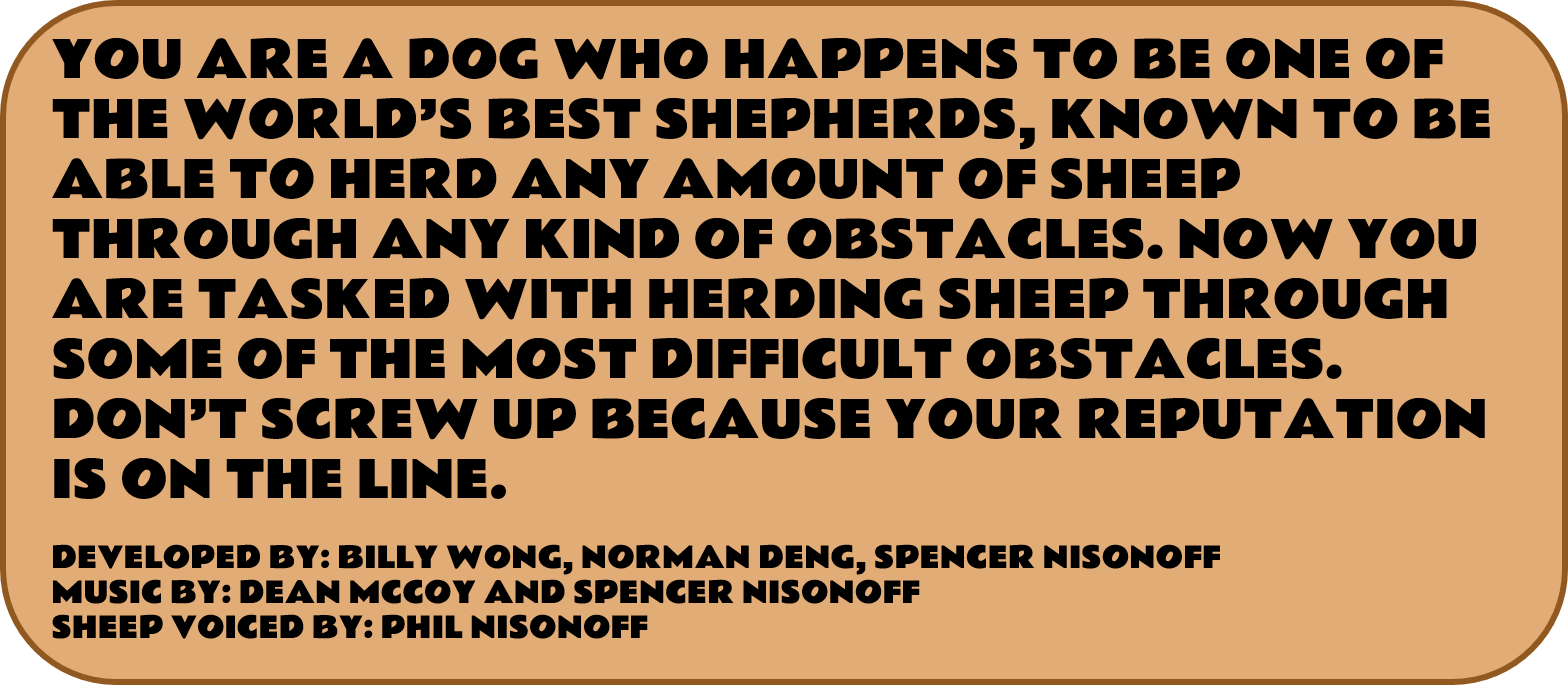 YOU ARE A DOG WHO HAPPENS TO BE ONE OF
THE WORLD’S BEST SHEPHERDS, KNOWN TO BE
ABLE TO HERD ANY AMOUNT OF SHEEP
THROUGH ANY KIND OF OBSTACLES. NOW YOU
ARE TASKED WITH HERDING SHEEP THROUGH
SOME OF THE MOST DIFFICULT OBSTACLES.
DON’T SCREW UP BECAUSE YOUR REPUTATION
IS ON THE LINE.
DEVELOPED BY: BILLY WONG, NORMAN DENG, SPENCER NISONOFF
MUSIC BY: DEAN MCCOY AND SPENCER NISONOFF
SHEEP VOICED BY: PHIL NISONOFF